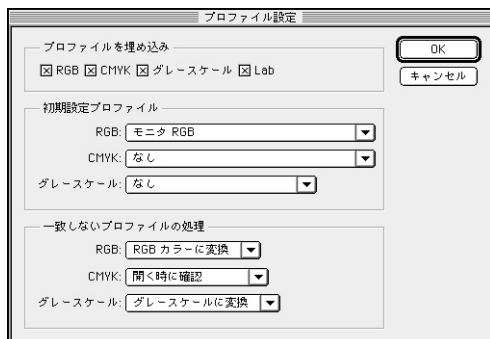 プロファイル設定
プロファイルを埋め込み
RGB CMYK グレースケール Lab
OK
キャンセル
初期設定プロファイル
RGB: モニタ RGB
CMYK: なし
グレースケール: なし
一致しないプロファイルの処理
RGB: RGB カラーに変換
CMYK: 開く時に確認
グレースケール: グレースケールに変換